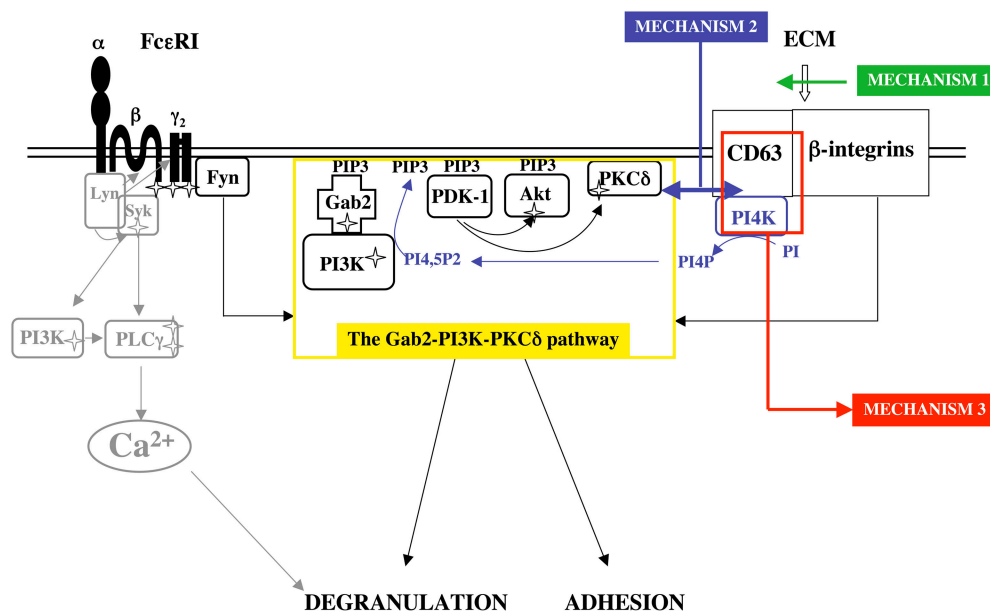 MECHANISM 2
α
FcεRI
ECM
MECHANISM 1
β
γ2
CD63
β-integrins
Lyn
Syk
Fyn
PIP3
PIP3
PIP3
PIP3
Gab2
PDK-1
Akt
PKCδ
PI4K
PI3K
PI4,5P2
PI4P
PI
PI3K
PLCγ
The Gab2-PI3K-PKCδ pathway
MECHANISM 3
Ca2+
DEGRANULATION
ADHESION